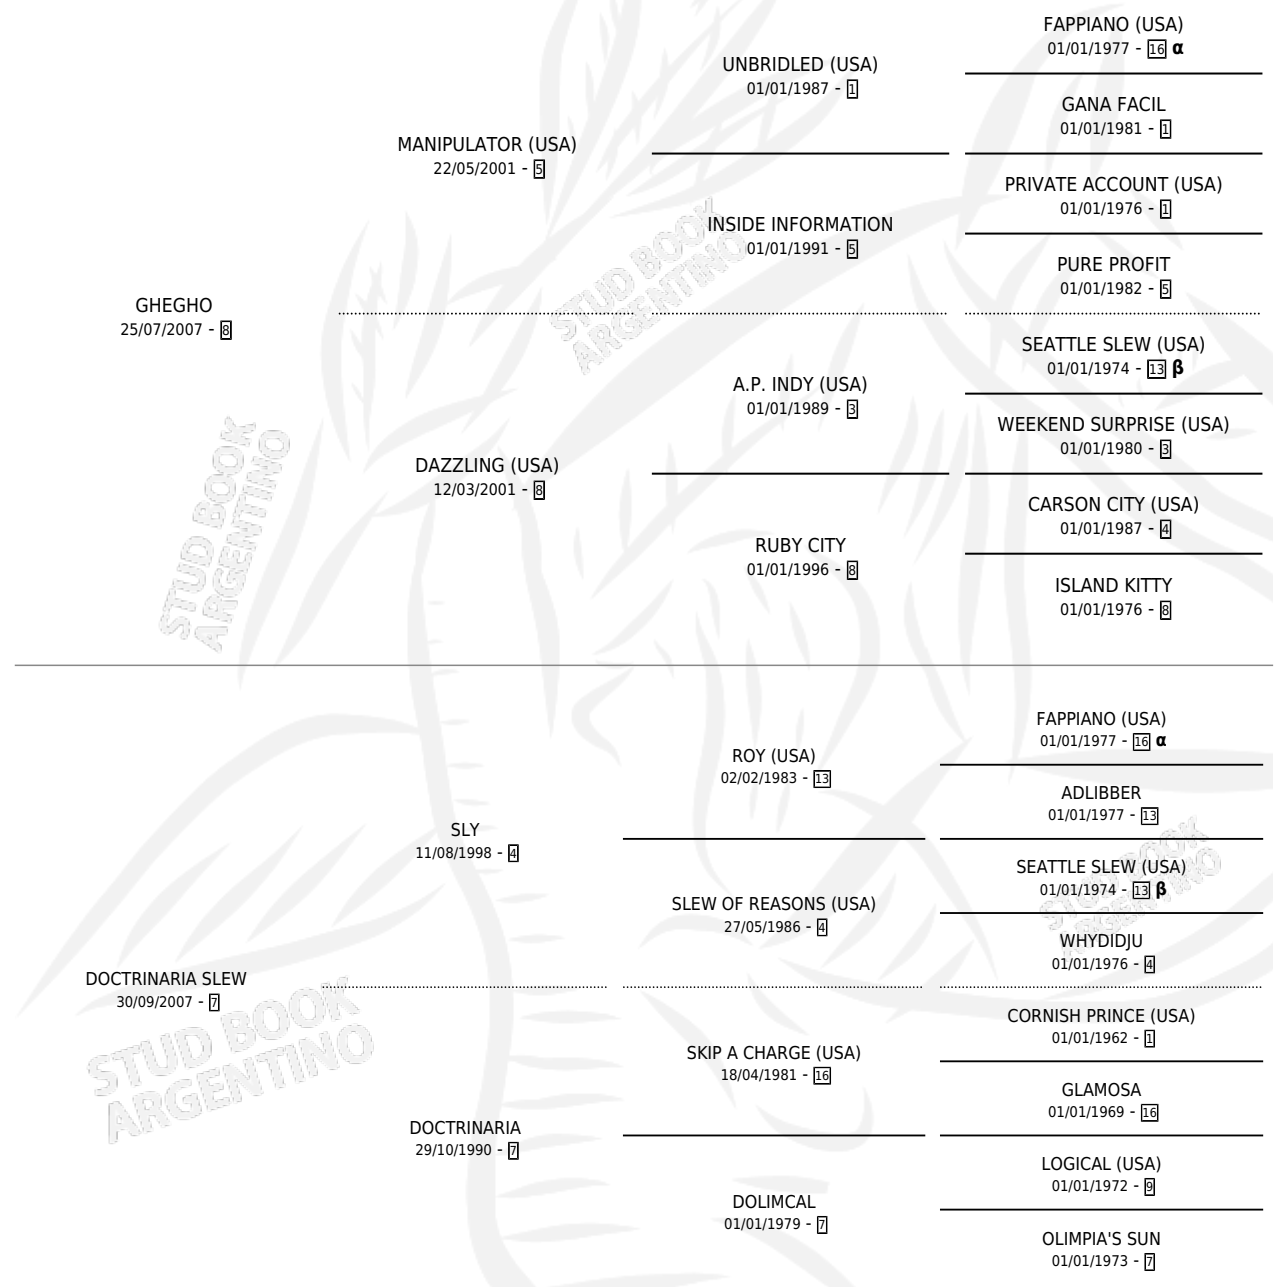 FAPPIANO (USA)
01/01/1977 - 16 α
UNBRIDLED (USA)
01/01/1987 - 1
GANA FACIL
01/01/1981 - 1
MANIPULATOR (USA)
22/05/2001 - 5
PRIVATE ACCOUNT (USA)
01/01/1976 - 1
INSIDE INFORMATION
01/01/1991 - 5
PURE PROFIT
01/01/1982 - 5
GHEGHO
25/07/2007 - 8
SEATTLE SLEW (USA)
01/01/1974 - 13 β
A.P. INDY (USA)
01/01/1989 - 3
WEEKEND SURPRISE (USA)
01/01/1980 - 3
DAZZLING (USA)
12/03/2001 - 8
CARSON CITY (USA)
01/01/1987 - 4
RUBY CITY
01/01/1996 - 8
ISLAND KITTY
01/01/1976 - 8
FAPPIANO (USA)
01/01/1977 - 16 α
ROY (USA)
02/02/1983 - 13
ADLIBBER
01/01/1977 - 13
SLY
11/08/1998 - 4
SEATTLE SLEW (USA)
01/01/1974 - 13 β
SLEW OF REASONS (USA)
27/05/1986 - 4
WHYDIDJU
01/01/1976 - 4
DOCTRINARIA SLEW
30/09/2007 - 7
CORNISH PRINCE (USA)
01/01/1962 - 1
SKIP A CHARGE (USA)
18/04/1981 - 16
GLAMOSA
01/01/1969 - 16
DOCTRINARIA
29/10/1990 - 7
LOGICAL (USA)
01/01/1972 - 9
DOLIMCAL
01/01/1979 - 7
OLIMPIA'S SUN
01/01/1973 - 7
STUD BOOK
ARGENTINO
STUD BOOK
ARGENTINO
STUD BOOK
ARGENTINO
STUD BOOK
ARGENTINO